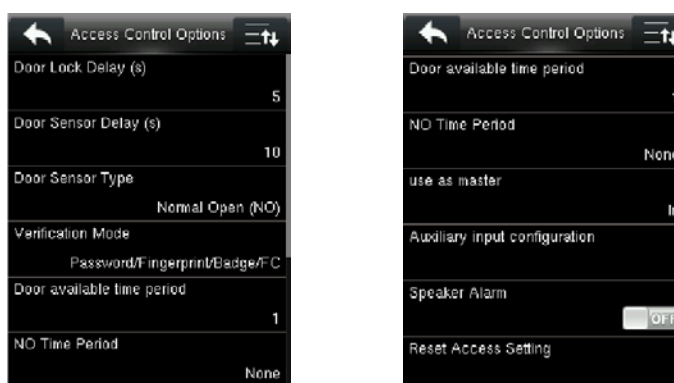 Access Control Options
Door Lock Delay (s)
5
Door Sensor Delay (s)
10
Door Sensor Type
Normal Open (NO)
Verification Mode
Password/Fingerprint/Badge/FC
Door available time period
1
NO Time Period
None
Access Control Options
Door available time period
NO Time Period
None
use as master
Auxiliary input configuration
Speaker Alarm
OFF
Reset Access Setting